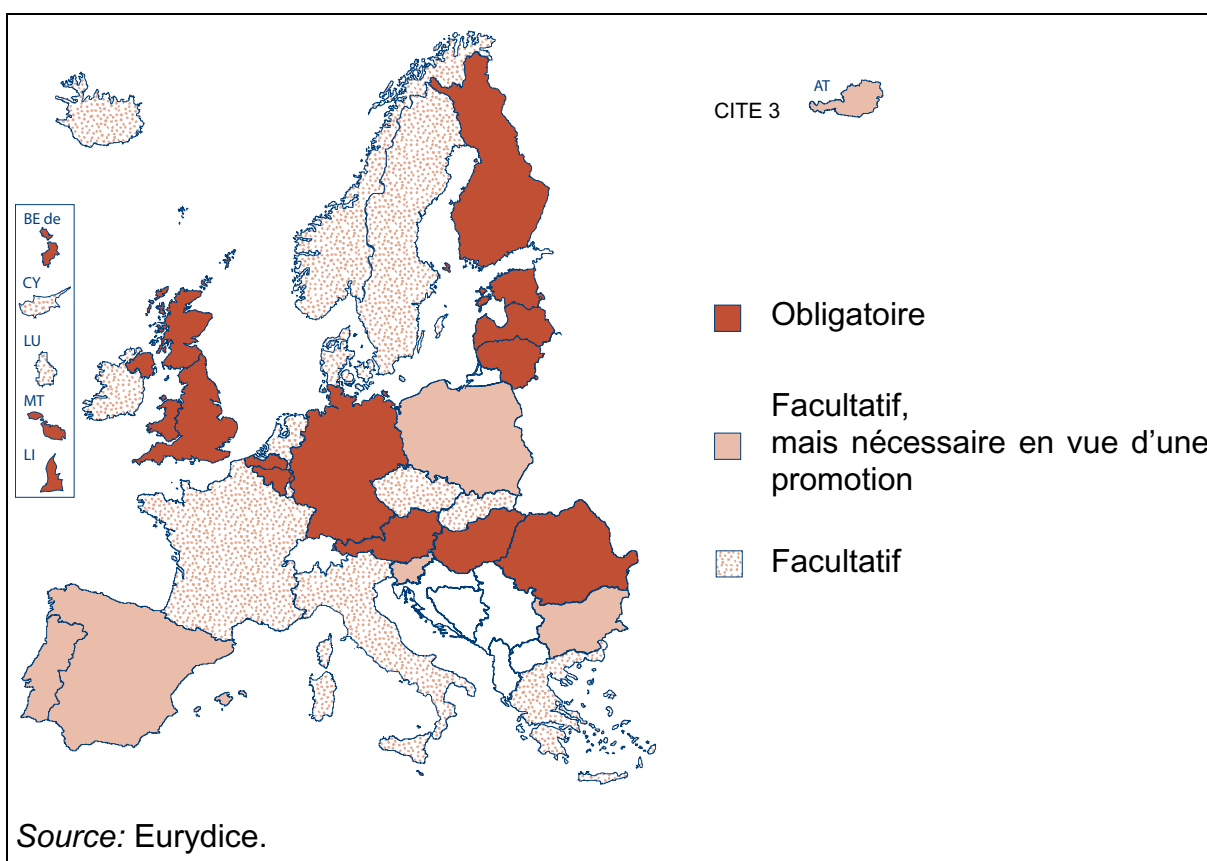 AT
CITE 3
BE de
CY
LU
MT
LI
Obligatoire
Facultatif,
mais nécessaire en vue d'une
promotion
Facultatif
Source: Eurydice.